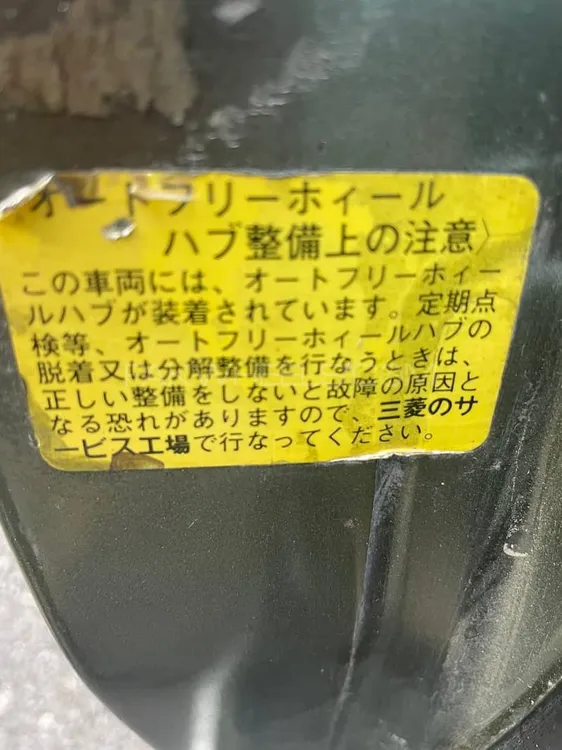 オートフリーホィール
ハブ整備上の注意〉
この車両には、オートフリーホィー
ルハブが装着されています。定期点
検等、オートフリーホィールハブの
脱着又は分解整備を行なうときは、
正しい整備をしないと故障の原因と
なる恐れがありますので、三菱のサ
ービス工場で行なってください。